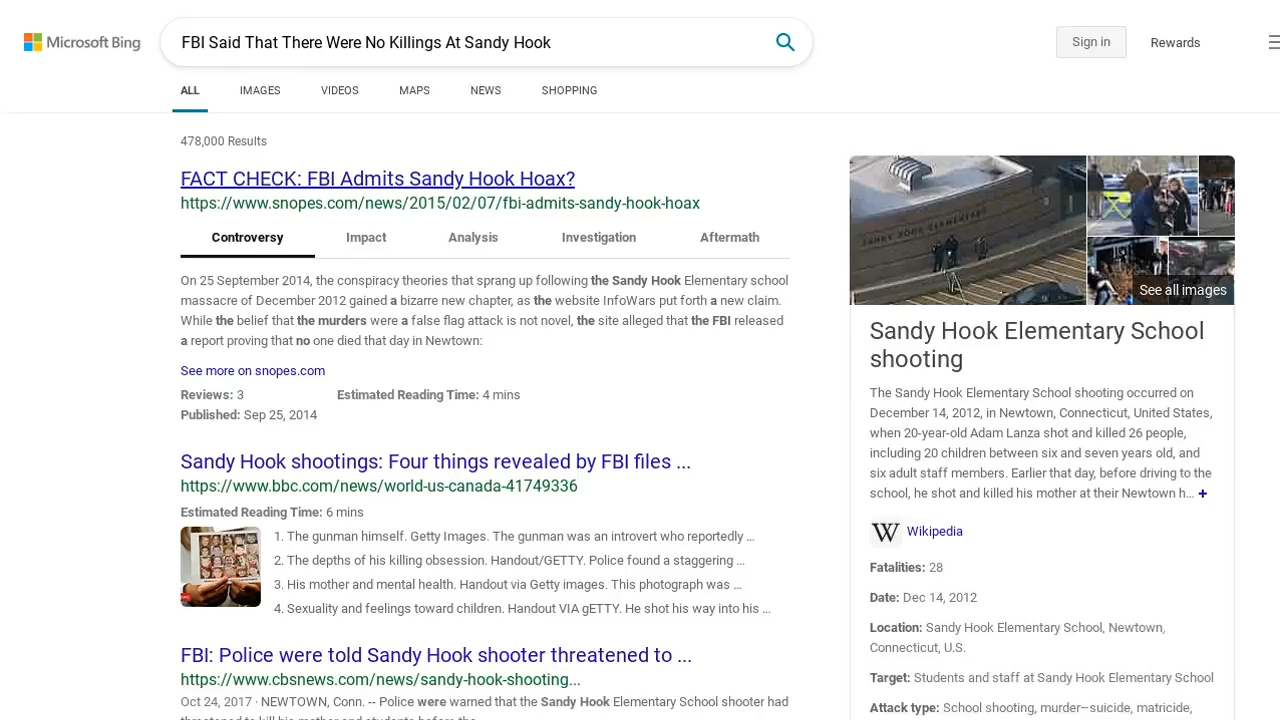 Microsoft Bing
FBI Said That There Were No Killings At Sandy Hook
Sign in
Rewards
ALL
IMAGES
VIDEOS
MAPS
NEWS
SHOPPING
478,000 Results
FACT CHECK: FBI Admits Sandy Hook Hoax?
https://www.snopes.com/news/2015/02/07/fbi-admits-sandy-hook-hoax
Controversy
Impact
Analysis
Investigation
Aftermath
On 25 September 2014, the conspiracy theories that sprang up following the Sandy Hook Elementary school
massacre of December 2012 gained a bizarre new chapter, as the website InfoWars put forth a new claim.
While the belief that the murders were a false flag attack is not novel, the site alleged that the FBI released
a report proving that no one died that day in Newtown:
See more on snopes.com
Reviews: 3
Estimated Reading Time: 4 mins
Published: Sep 25, 2014
Sandy Hook shootings: Four things revealed by FBI files ...
https://www.bbc.com/news/world-us-canada-41749336
Estimated Reading Time: 6 mins
1. The gunman himself. Getty Images. The gunman was an introvert who reportedly ...
2. The depths of his killing obsession. Handout/GETTY. Police found a staggering ...
3. His mother and mental health. Handout via Getty images. This photograph was ...
4. Sexuality and feelings toward children. Handout VIA gETTY. He shot his way into his ...
FBI: Police were told Sandy Hook shooter threatened to ...
https://www.cbsnews.com/news/sandy-hook-shooting...
Oct 24, 2017 · NEWTOWN, Conn. -- Police were warned that the Sandy Hook Elementary School shooter had
threatened to kill his mother and students before the
SANDY HOOK ELEMENTARY
See all images
Sandy Hook Elementary School
shooting
The Sandy Hook Elementary School shooting occurred on
December 14, 2012, in Newtown, Connecticut, United States,
when 20-year-old Adam Lanza shot and killed 26 people,
including 20 children between six and seven years old, and
six adult staff members. Earlier that day, before driving to the
school, he shot and killed his mother at their Newtown h... +
W Wikipedia
Fatalities: 28
Date: Dec 14, 2012
Location: Sandy Hook Elementary School, Newtown,
Connecticut, U.S.
Target: Students and staff at Sandy Hook Elementary School
Attack type: School shooting, murder–suicide, matricide,